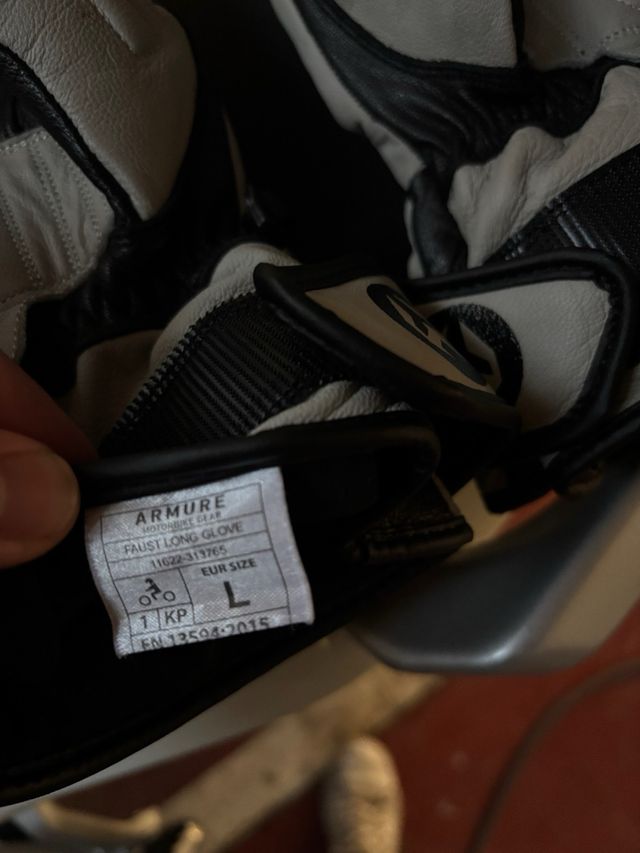 ARMURE
MOTORBIKE GEAR
FAUST LONG GLOVE
11622-313765
EUR SIZE
L
1 KP
EN 13594:2015